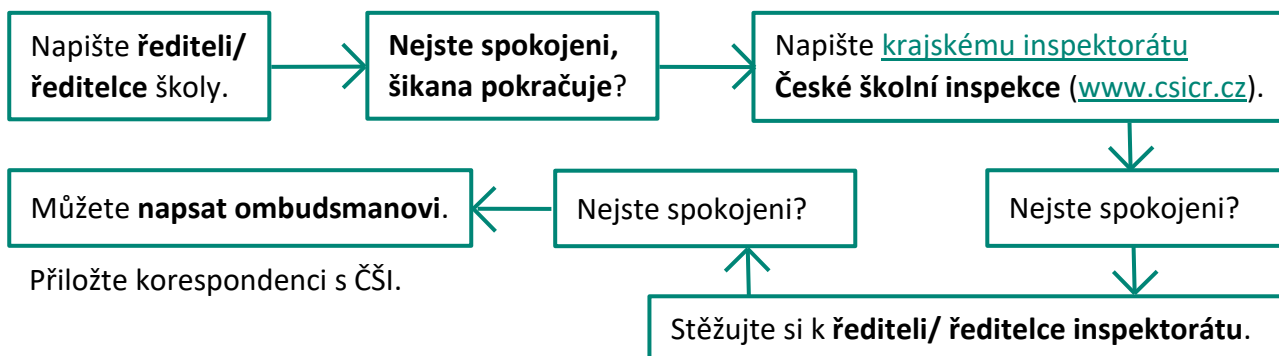 Napište řediteli/
ředitelce školy.
Nejste spokojeni,
šikana pokračuje?
Napište krajskému inspektorátu
České školní inspekce (www.csicr.cz).
Nejste spokojeni?
Stěžujte si k řediteli/ ředitelce inspektorátu.
Nejste spokojeni?
Můžete napsat ombudsmanovi.
Přiložte korespondenci s ČŠI.